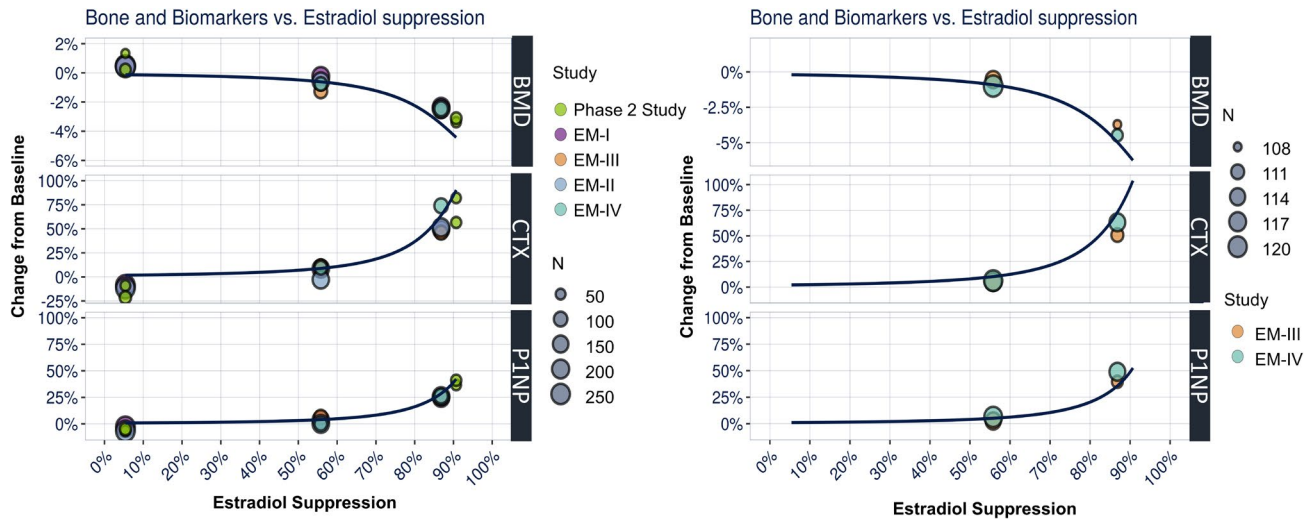 Bone and Biomarkers vs. Estradiol suppression
Change from Baseline
2%
0%
-2%
-4%
-6%
BMD
100%
75%
50%
25%
0%
-25%
CTX
100%
75%
50%
25%
0%
P1NP
0%
10%
20%
30%
40%
50%
60%
70%
80%
90%
100%
Estradiol Suppression
Study
Phase 2 Study
EM-I
EM-III
EM-II
EM-IV
N
50
100
150
200
250
Bone and Biomarkers vs. Estradiol suppression
Change from Baseline
0%
-2.5%
-5%
BMD
100%
75%
50%
25%
0%
CTX
100%
75%
50%
25%
0%
P1NP
0%
10%
20%
30%
40%
50%
60%
70%
80%
90%
100%
Estradiol Suppression
N
108
111
114
117
120
Study
EM-III
EM-IV